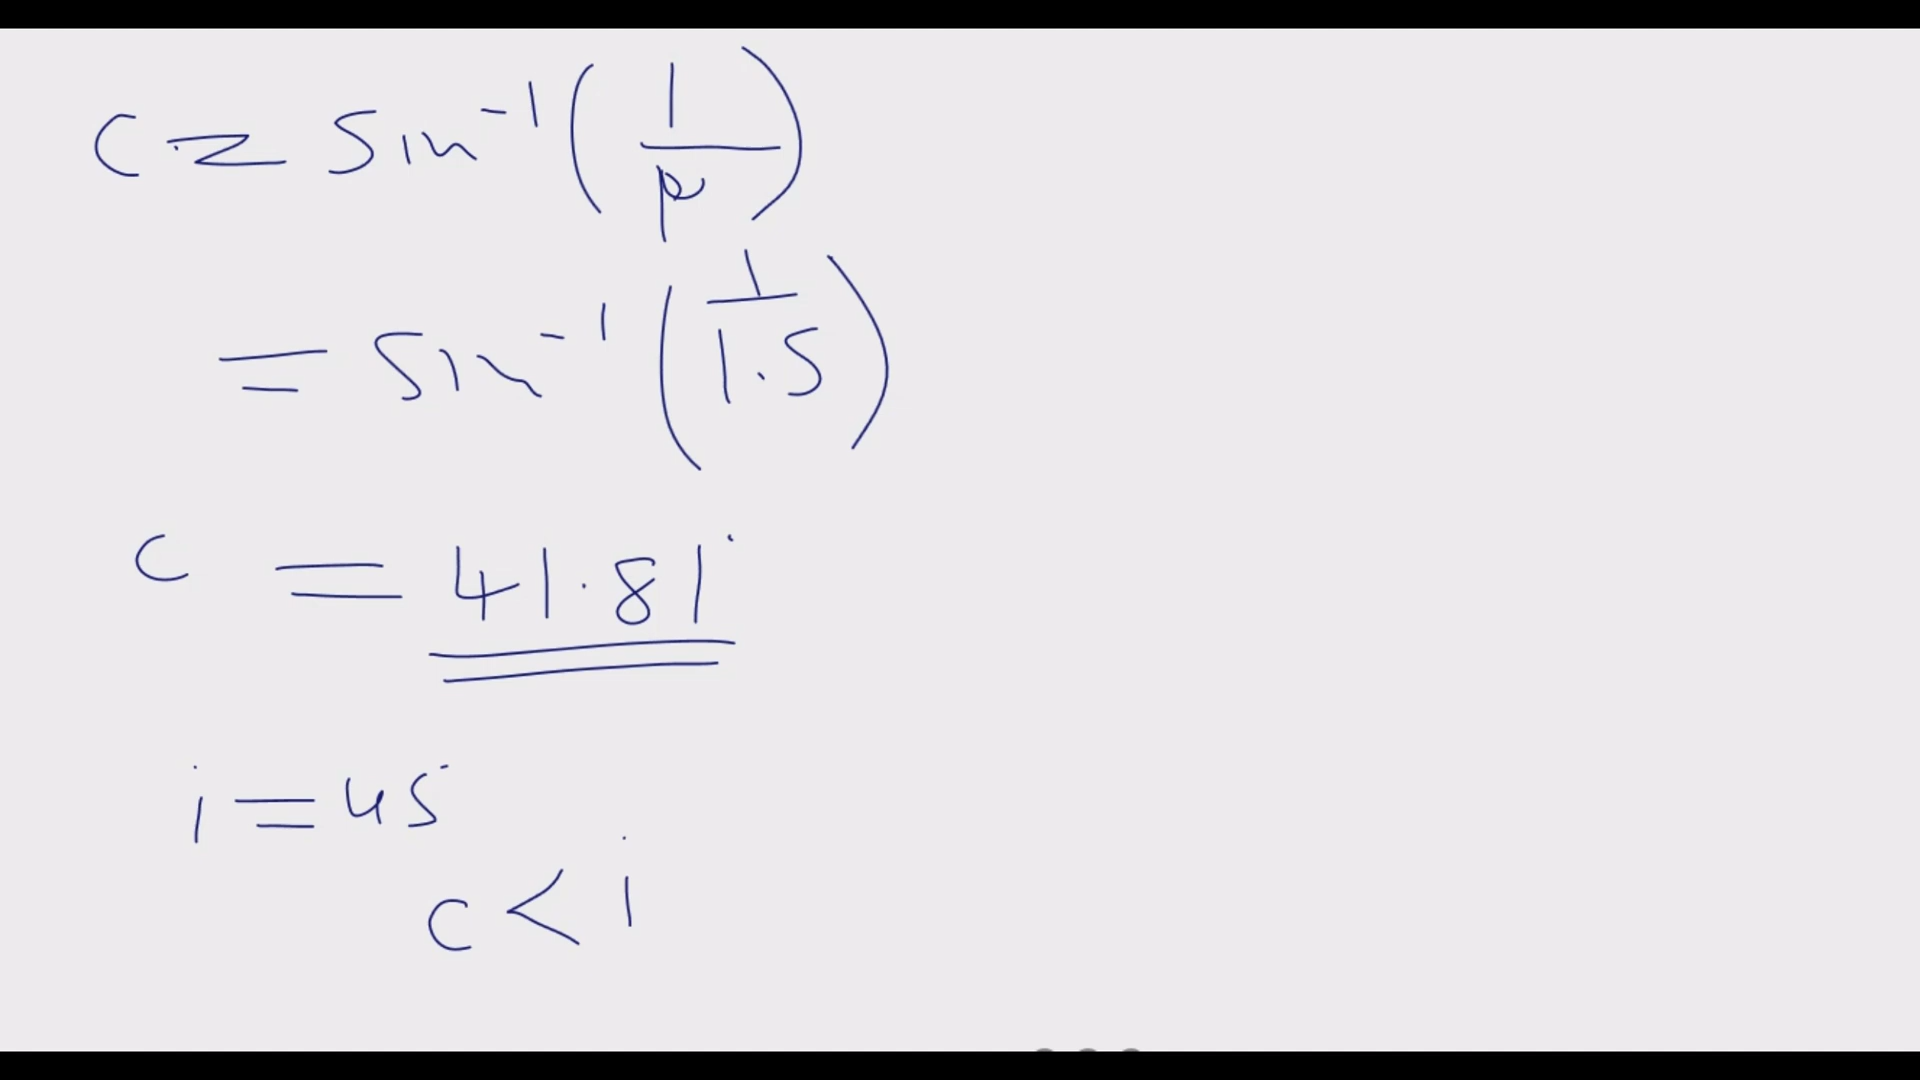 C = Sin⁻¹(1/μ)
= Sin⁻¹(1/1.5)
C = 41.81°
i = 45°
C < i